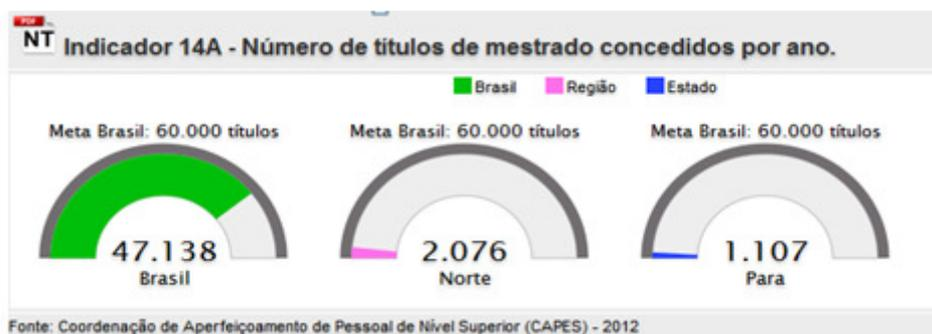 PDF
NT
Indicador 14A - Número de títulos de mestrado concedidos por ano.
Brasil Região Estado
Meta Brasil: 60.000 títulos
47.138
Brasil
Meta Brasil: 60.000 títulos
2.076
Norte
Meta Brasil: 60.000 títulos
1.107
Para
Fonte: Coordenação de Aperfeiçoamento de Pessoal de Nível Superior (CAPES) - 2012